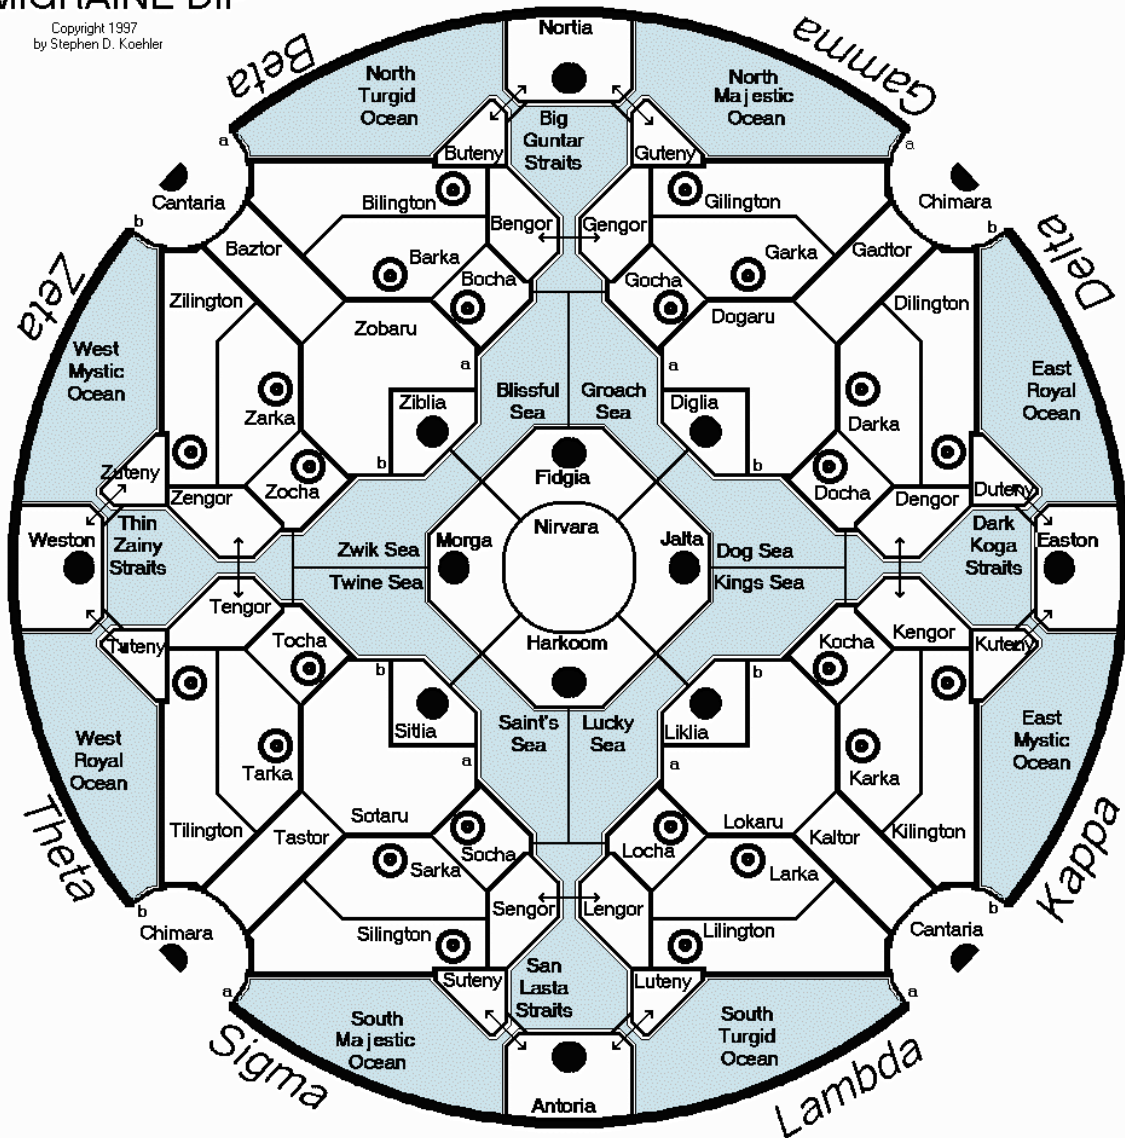 MIGRAINE DIP
Copyright 1997
by Stephen D. Koehler
Beta
Gamma
Nortia
North
Turgid
Ocean
North
Majestic
Ocean
Big
Guntar
Straits
a
a
Buteny
Guteny
Cantaria
Chimara
b
b
Bilington
Gilington
Bengor
Gengor
Baztor
Gadtor
Barka
Garka
Bocha
Gocha
Zeta
Delta
Zilington
Dilington
Zobaru
Dogaru
West
Mystic
Ocean
East
Royal
Ocean
a
a
Blissful
Sea
Groach
Sea
Ziblia
Diglia
Zarka
Darka
b
b
Zuteny
Duteny
Zengor
Zocha
Docha
Dengor
Fidgia
Nirvara
Thin
Zainy
Straits
Dark
Koga
Straits
Weston
Easton
Zwik Sea
Morga
Jalta
Dog Sea
Twine Sea
Kings Sea
Tengor
Kengor
Tuteny
Kuteny
Tocha
Kocha
Harkoom
b
b
Sitlia
Liklia
Saint's
Sea
Lucky
Sea
West
Royal
Ocean
East
Mystic
Ocean
a
a
Tarka
Karka
Theta
Kappa
Tilington
Kilington
Sotaru
Lokaru
Tastor
Kaltor
Socha
Locha
Sarka
Larka
b
b
Sengor
Lengor
Chimara
Cantaria
Silington
Lilington
San
Lasta
Straits
Suteny
Luteny
a
a
South
Majestic
Ocean
South
Turgid
Ocean
Sigma
Lambda
Antoria